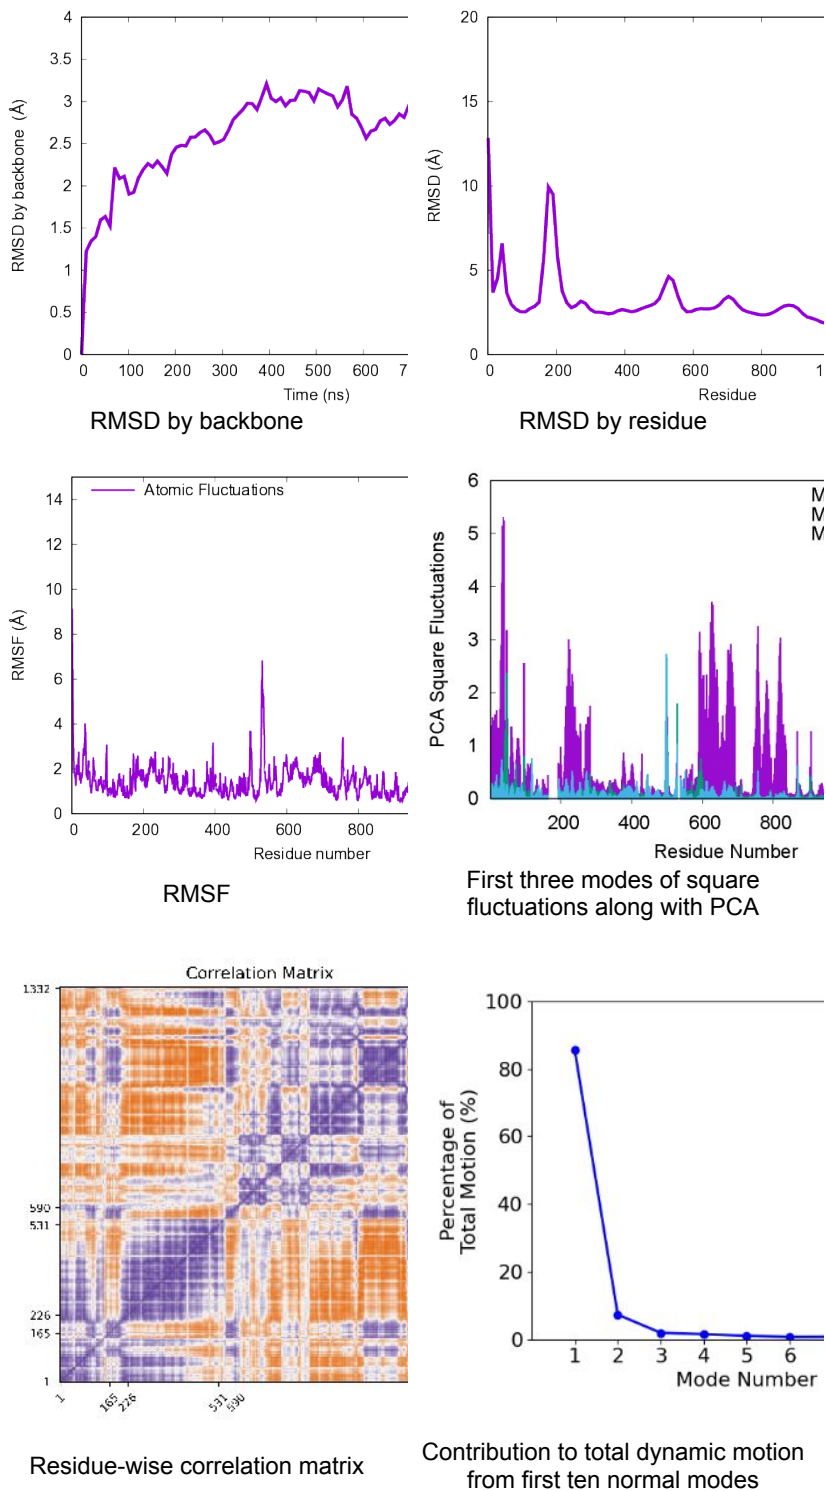 4
3.5
3
2.5
2
1.5
1
0.5
0
RMSD by backbone (Å)
0 100 200 300 400 500 600 7
Time (ns)
RMSD by backbone
20
15
10
5
0
RMSD (Å)
0 200 400 600 800 1
Residue
RMSD by residue
Atomic Fluctuations
14
12
10
8
6
4
2
0
RMSF (Å)
0 200 400 600 800
Residue number
RMSF
6
5
4
3
2
1
0
PCA Square Fluctuations
M
M
M
200 400 600 800
Residue Number
First three modes of square
fluctuations along with PCA
Correlation Matrix
1332
590
531
226
165
1
1 165 226 531 590
Residue-wise correlation matrix
100
80
60
40
20
0
Percentage of
Total Motion (%)
1 2 3 4 5 6
Mode Number
Contribution to total dynamic motion
from first ten normal modes